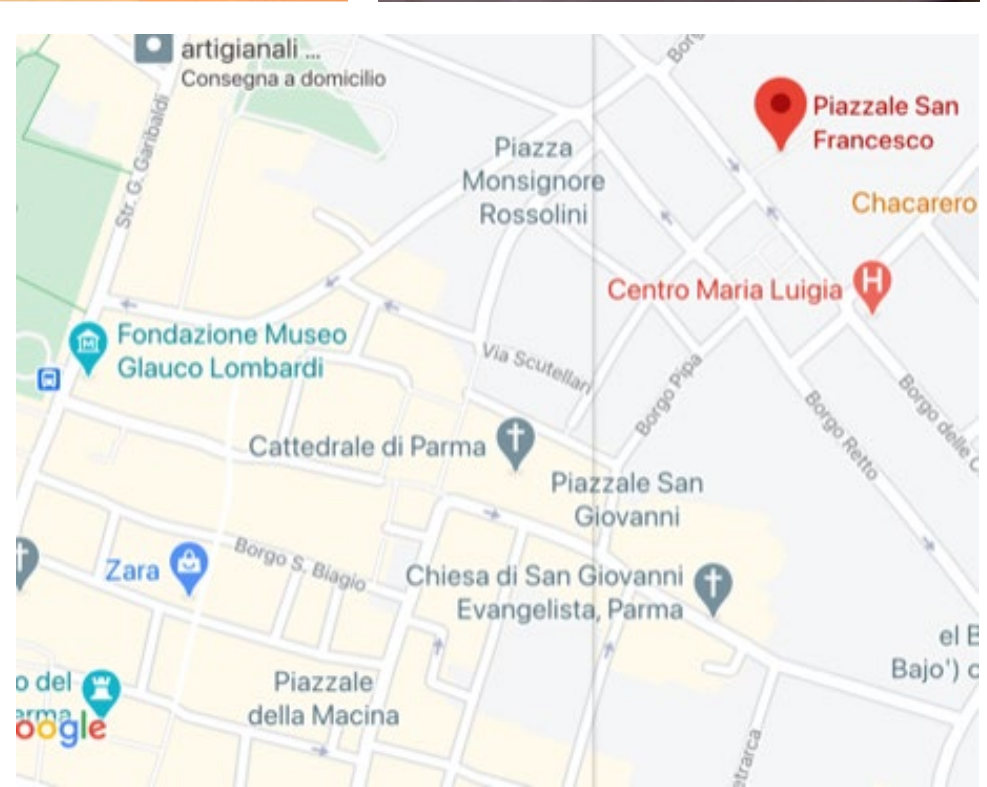 artigianali ...
Consegna a domicilio
Borg
Piazzale San
Francesco
Str. G. Garibaldi
Piazza
Monsignore
Rossolini
Chacarero
Centro Maria Luigia
H
Fondazione Museo
Glauco Lombardi
M
Via Scutellari
Borgo Pipa
Borgo delle C
Borgo Retto
Cattedrale di Parma
Piazzale San
Giovanni
Borgo S. Biagio
Zara
Chiesa di San Giovanni
Evangelista, Parma
el B
Bajo') c
o del
arma
Piazzale
della Macina
oogle
etrarca